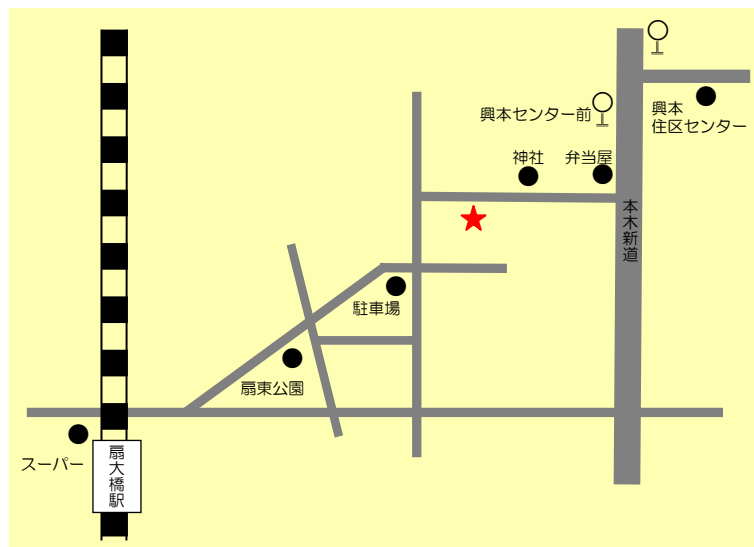 興本センター前
興本
住区センター
神社
弁当屋
本木新道
駐車場
扇東公園
スーパー
扇大橋駅